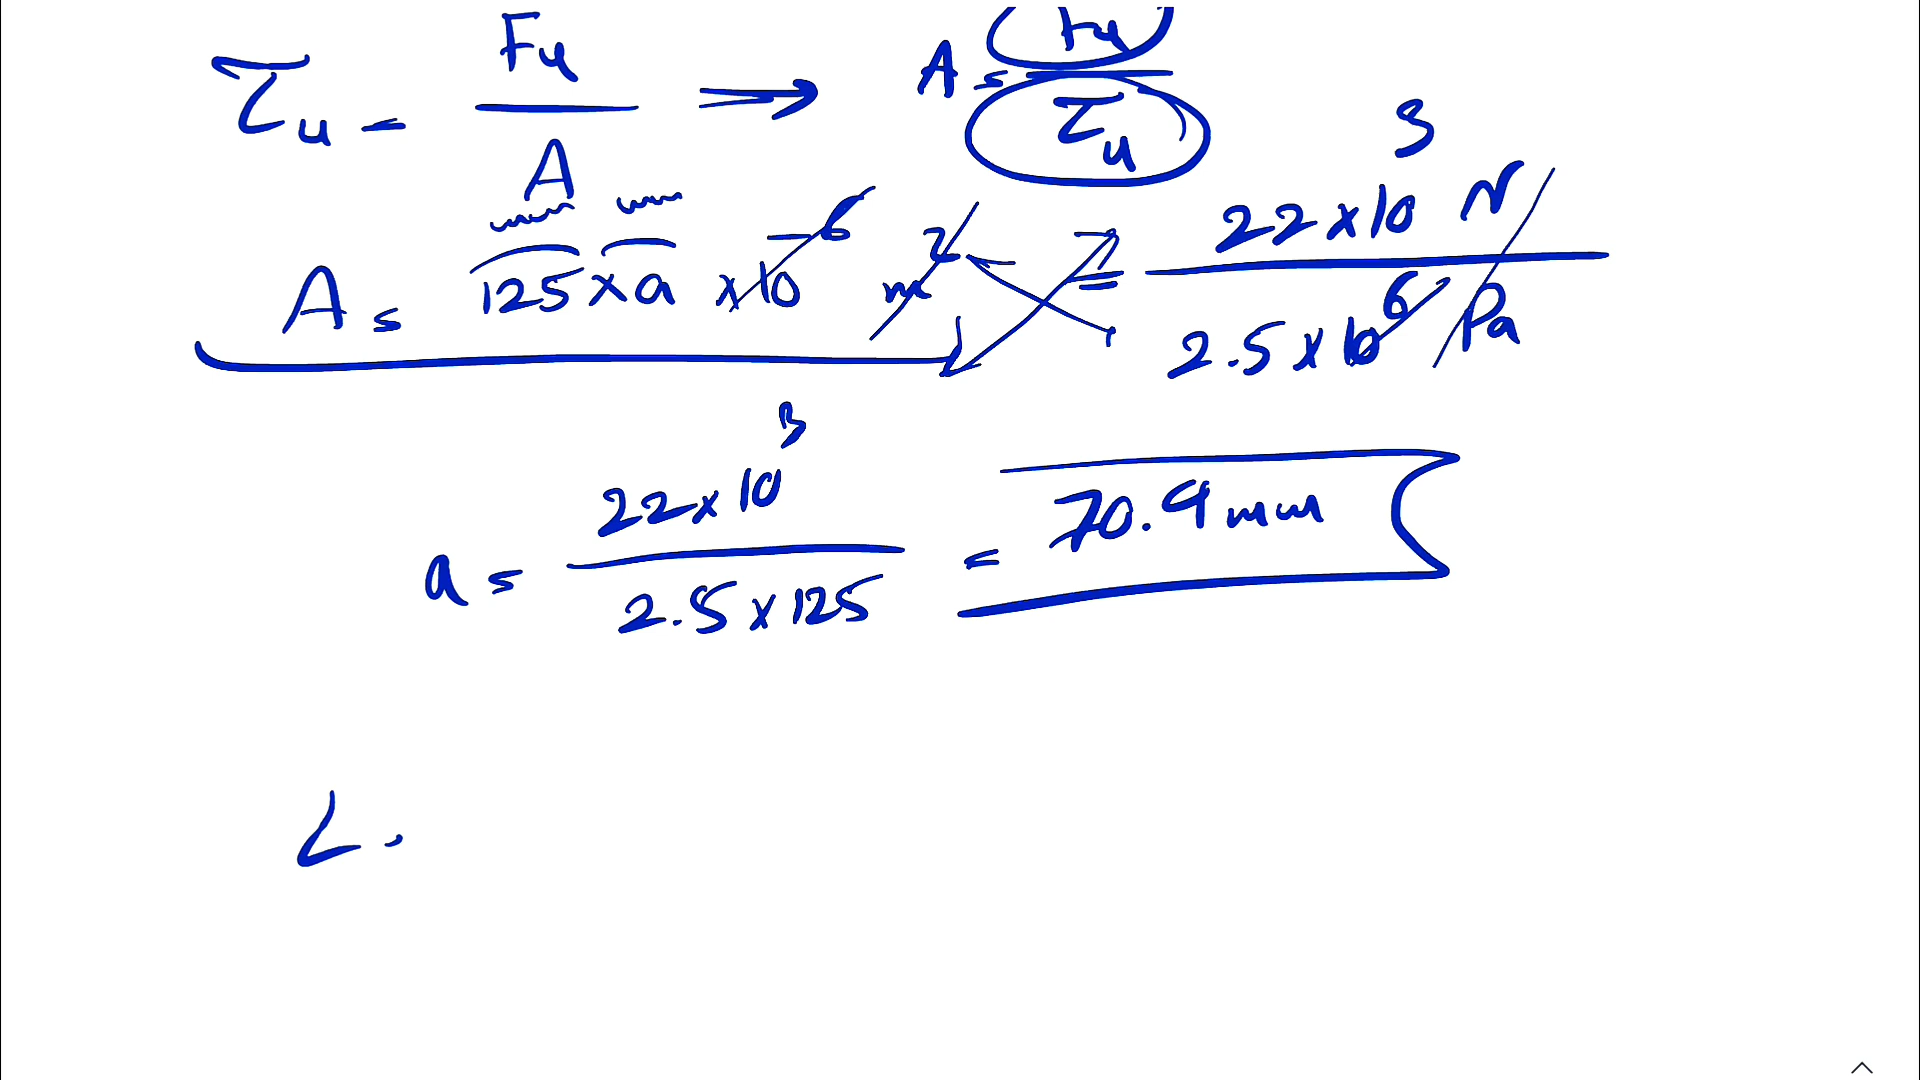 τu = Fu / A ⇒ A = Fu / τu
A = 125 × a × 10^-6 m^2 = 22 × 10^3 N / 2.5 × 10^6 Pa
a = 22 × 10^3 / 2.5 × 125 = 70.4 mm
L